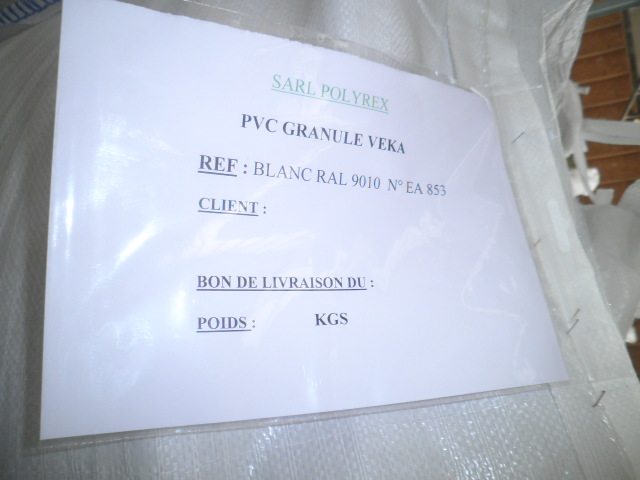 SARL POLYREX
PVC GRANULE VEKA
REF : BLANC RAL 9010 N° EA 853
CLIENT :
BON DE LIVRAISON DU :
POIDS : KGS